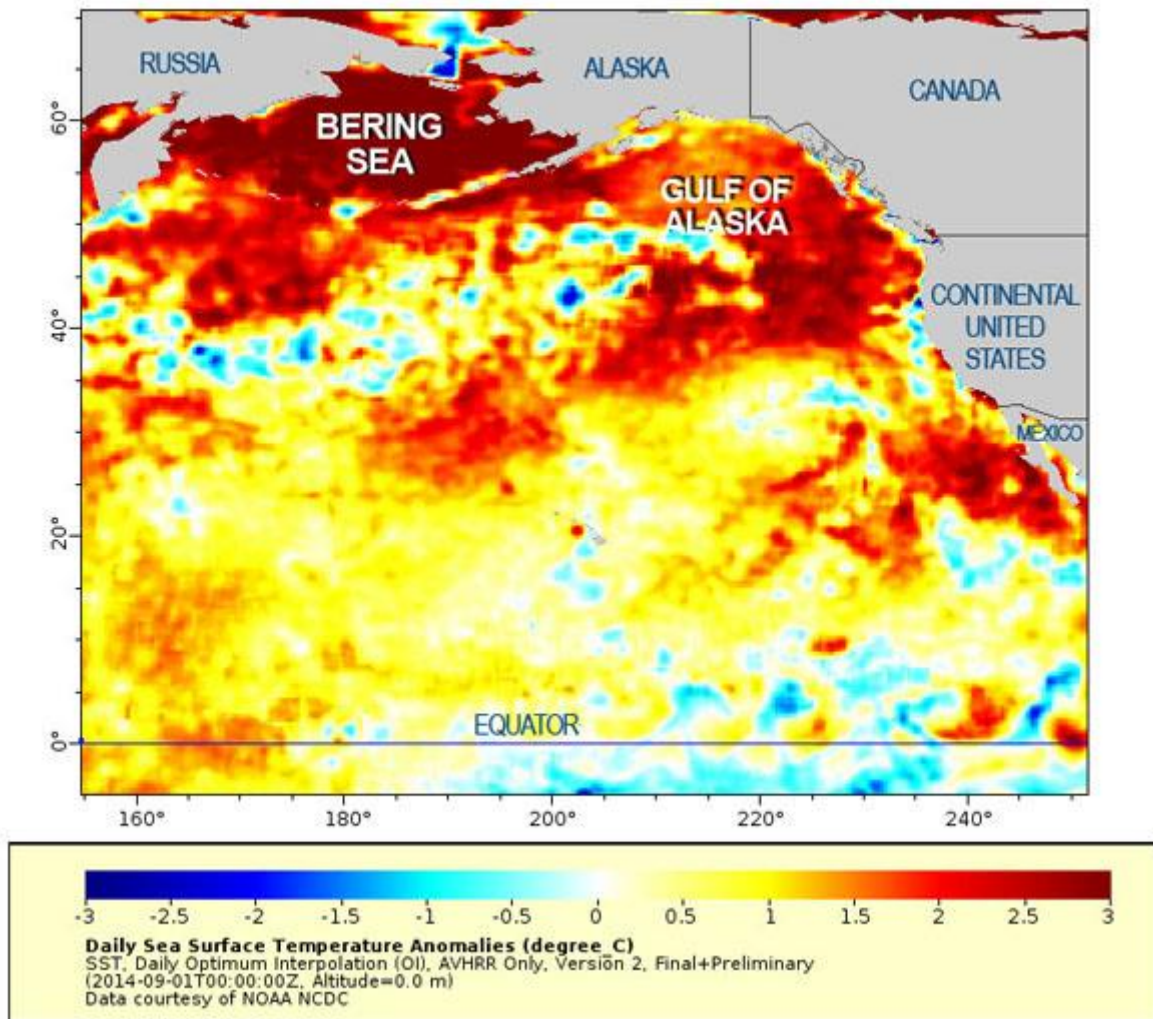 RUSSIA
ALASKA
CANADA
BERING
SEA
GULF OF
ALASKA
CONTINENTAL
UNITED
STATES
MEXICO
EQUATOR
60°
40°
20°
0°
160° 180° 200° 220° 240°
-3 -2.5 -2 -1.5 -1 -0.5 0 0.5 1 1.5 2 2.5 3
Daily Sea Surface Temperature Anomalies (degree_C)
SST, Daily Optimum Interpolation (OI), AVHRR Only, Version 2, Final+Preliminary
(2014-09-01T00:00:00Z, Altitude=0.0 m)
Data courtesy of NOAA NCDC